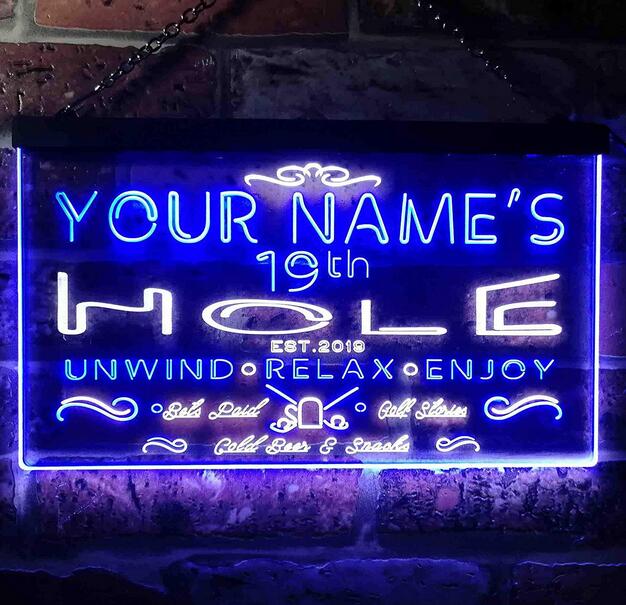 YOUR NAME'S
19th
HOLE
EST.2019
UNWIND • RELAX • ENJOY
Bets Paid Golf Stories
Cold Beer & Snacks